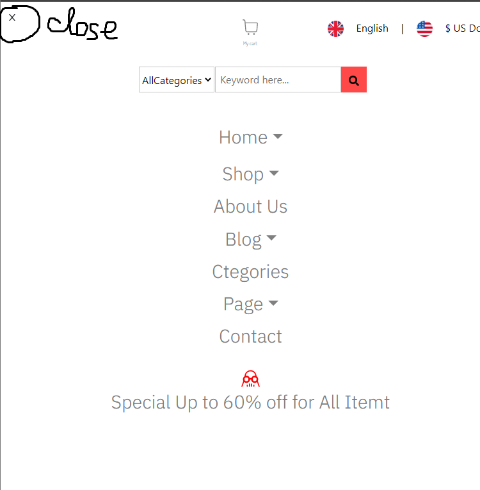 X close
English | $ US Do
My cart
AllCategories Keyword here...
Home
Shop
About Us
Blog
Ctegories
Page
Contact
Special Up to 60% off for All Itemt